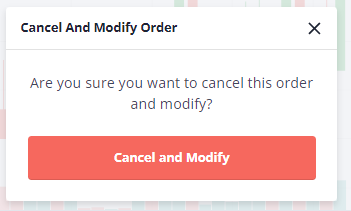 Cancel And Modify Order
Are you sure you want to cancel this order
and modify?
Cancel and Modify